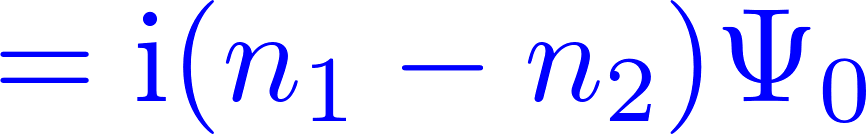 = i(n₁ − n₂)Ψ₀